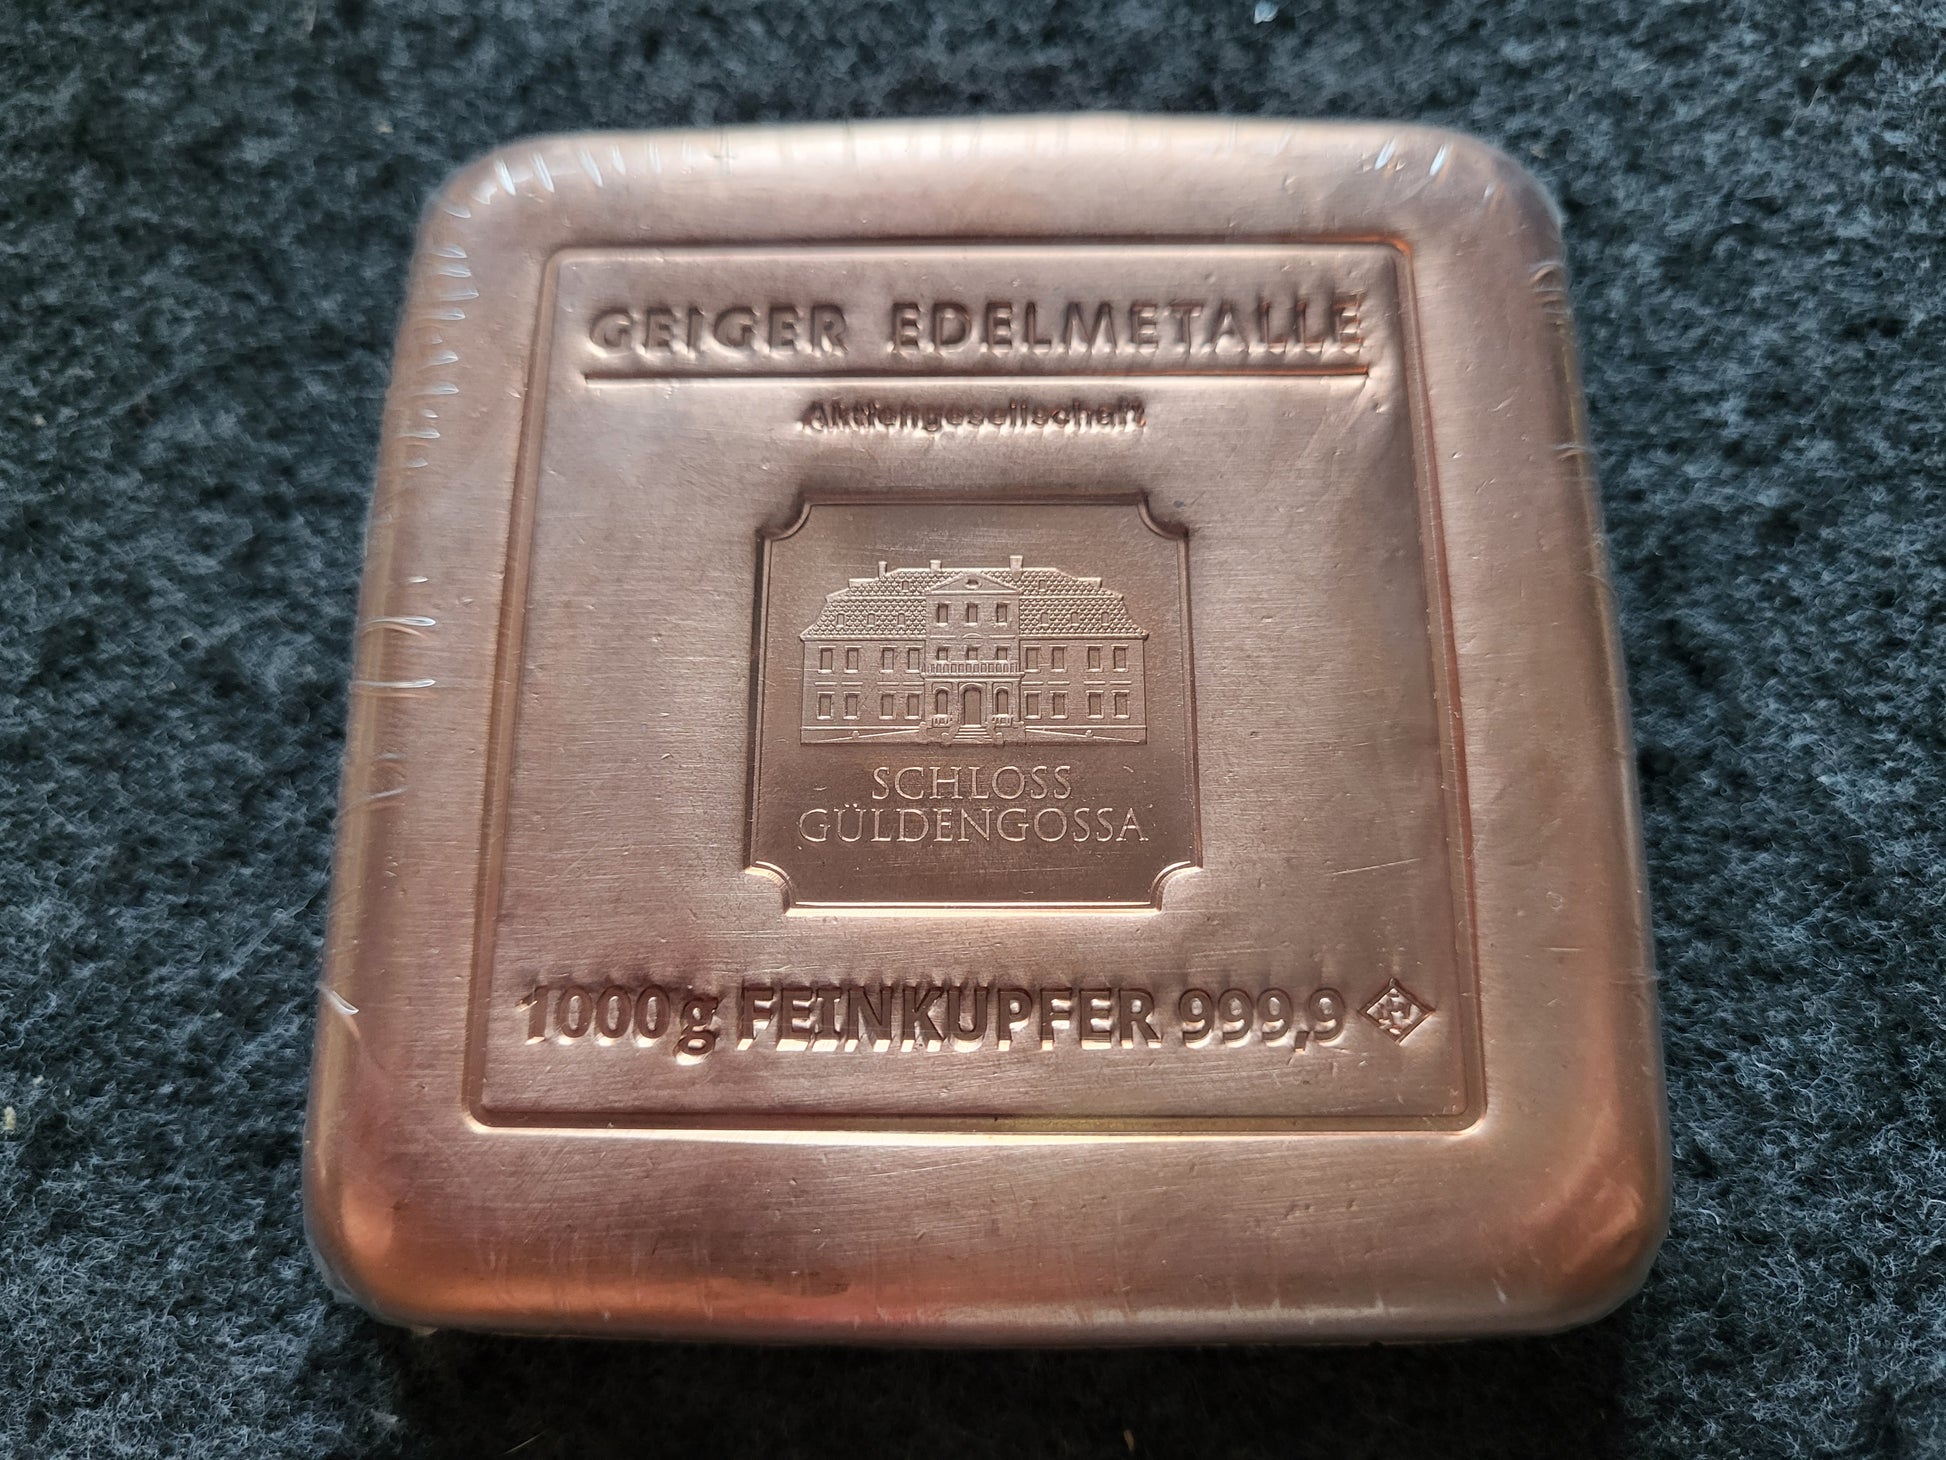 GEIGER EDELMETALLE
Aktiengesellschaft
SCHLOSS
GÜLDENGOSSA
1000g FEINKUPFER 999,9